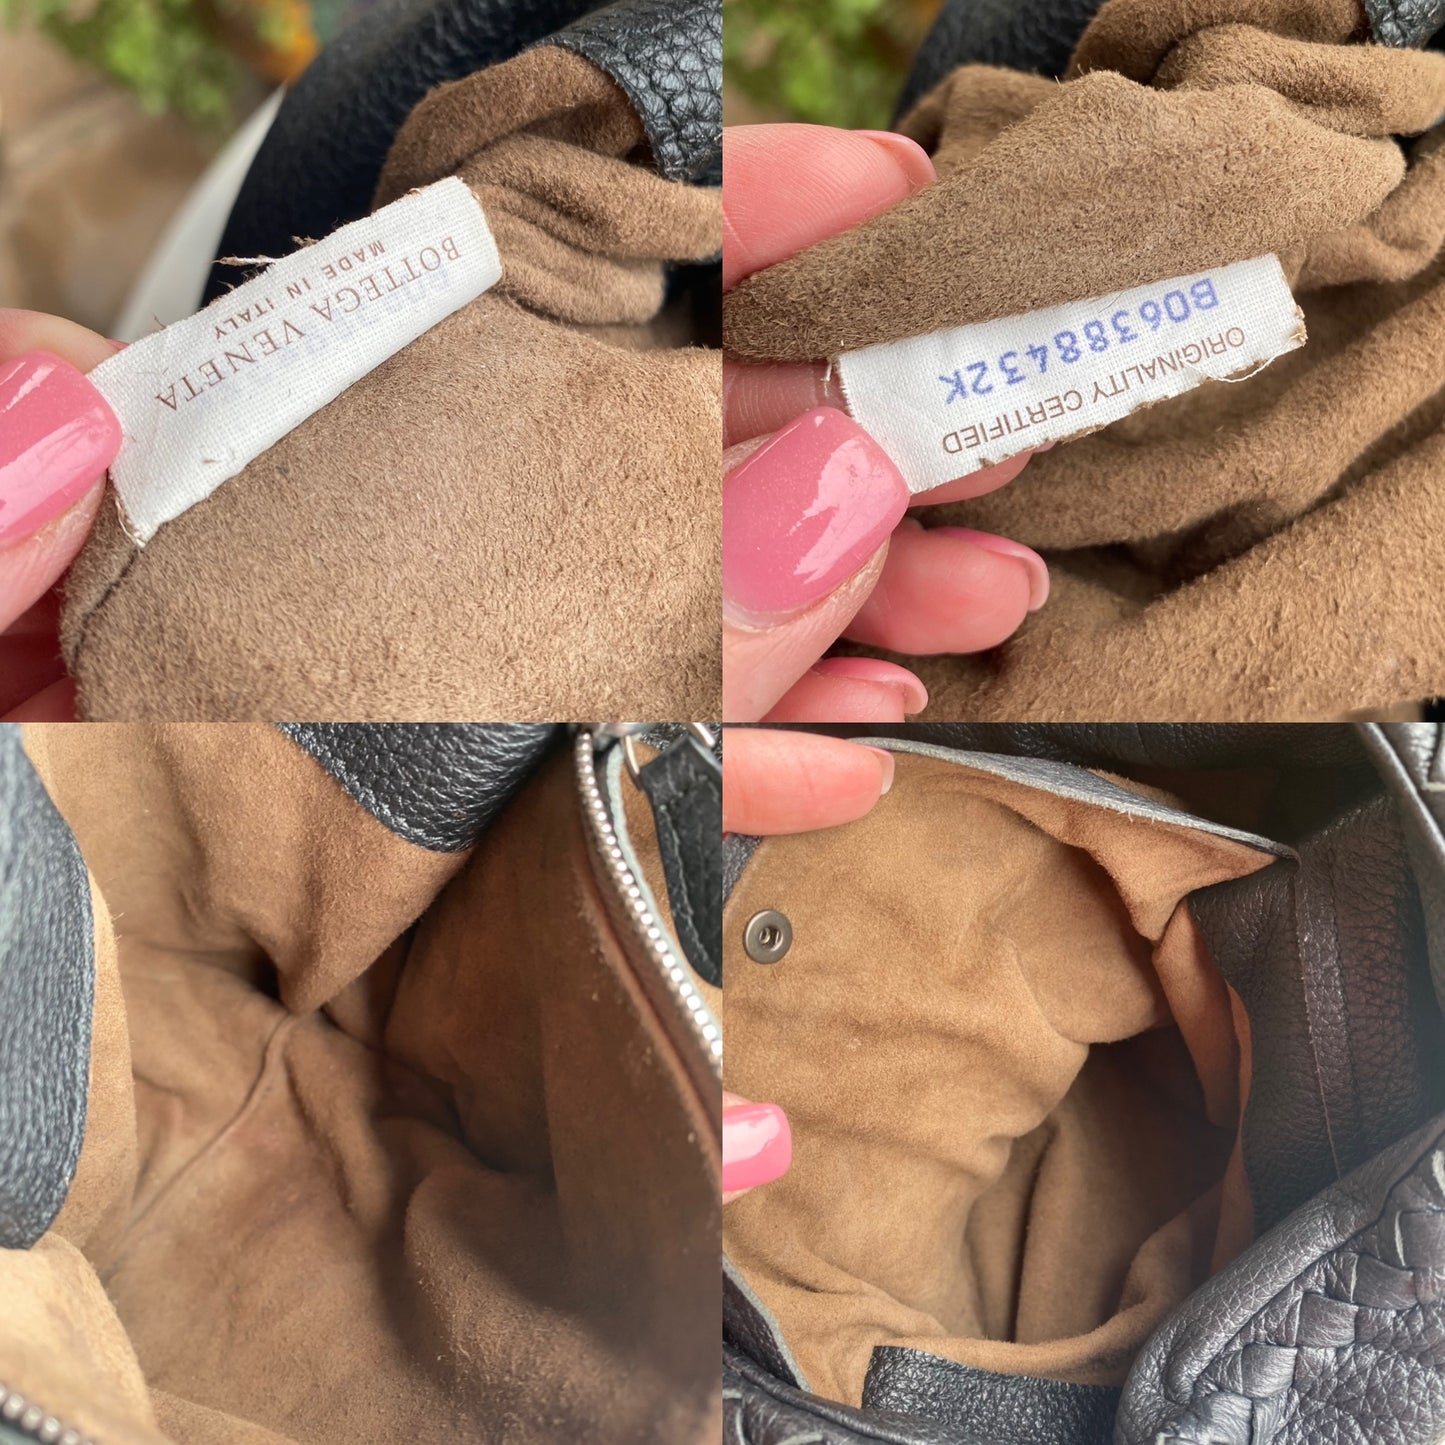 BOTTEGA VENETA
MADE IN ITALY
ORIGINALITY CERTIFIED
B06388432K